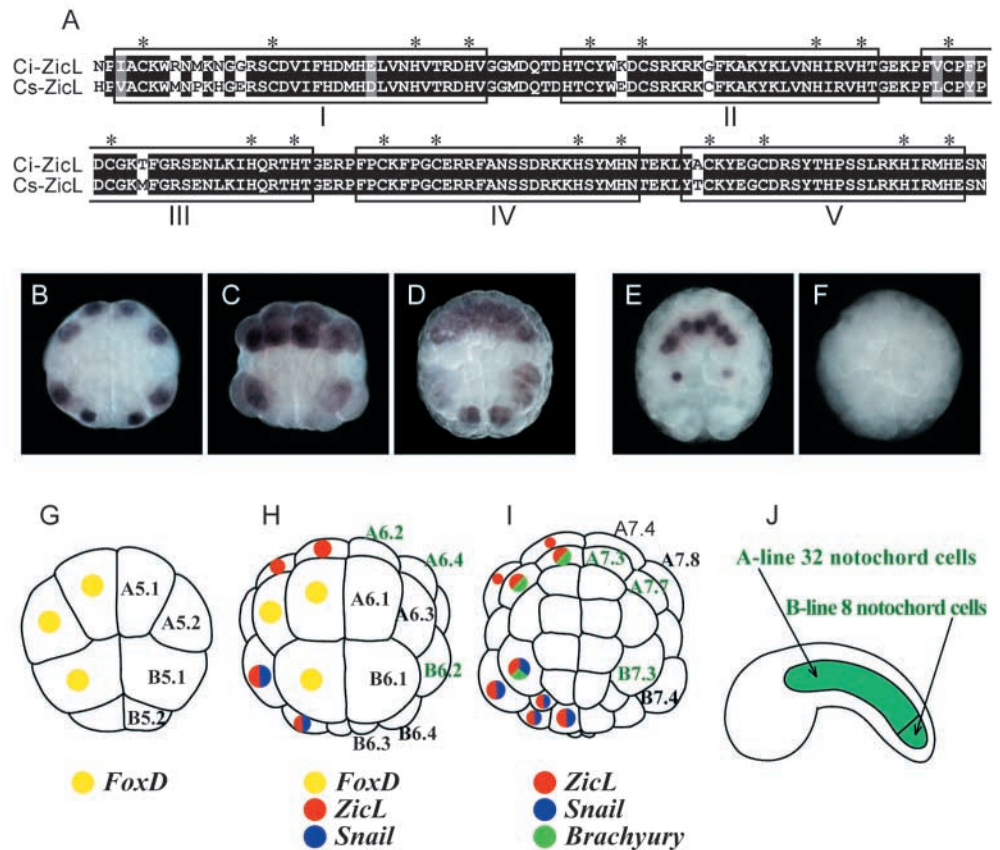 A
* * * * * * * * *
Ci-ZicL NPIACKWRNMKNGGRSCDVIFHDMHELVNHVTRDHVGGMDQTDHTCYWKDCSRKRKGFKAKYKLVNHIRVHTGEKPFVCPFP
Cs-ZicL HPVACKWMNPKHGERSCDVIFHDMHDLVNHVTRDHVGGMDQTDHTCYWEDCSRKRKCFKAKYKLVNHIRVHTGEKPFLCPYP
I II
* * * * * * * * * * *
Ci-ZicL DCGKTFGRSENLKIHQRTHTGERPFPCKFPGCERRFANSSDRKKHSYMHNTEKLYACKYEGCDRSYTHPSSLRKHIRMHESN
Cs-ZicL DCGKMFGRSENLKIHQRTHTGERPFPCKFPGCERRFANSSDRKKHSYMHNTEKLYTCKYEGCDRSYTHPSSLRKHIRMHESN
III IV V
B C D E F
G
A5.1
A5.2
B5.1
B5.2
FoxD
H
A6.2
A6.4
A6.1
A6.3
B6.2
B6.1
B6.4
B6.3
FoxD
ZicL
Snail
I
A7.4
A7.3
A7.8
A7.7
B7.3
B7.4
ZicL
Snail
Brachyury
J
A-line 32 notochord cells
B-line 8 notochord cells